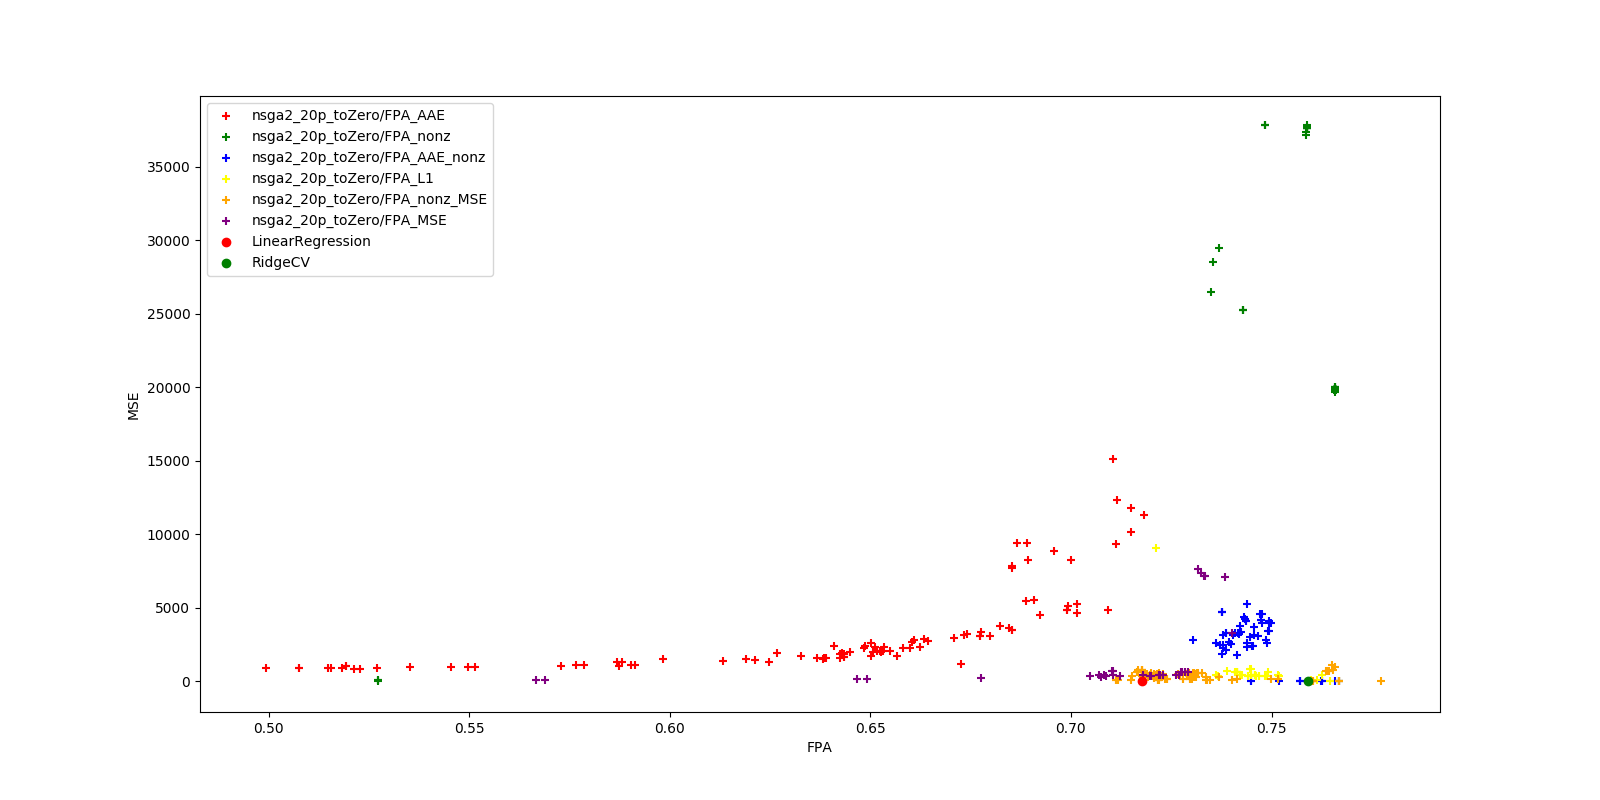 nsga2_20p_toZero/FPA_AAE
nsga2_20p_toZero/FPA_nonz
nsga2_20p_toZero/FPA_AAE_nonz
nsga2_20p_toZero/FPA_L1
nsga2_20p_toZero/FPA_nonz_MSE
nsga2_20p_toZero/FPA_MSE
LinearRegression
RidgeCV
35000
30000
25000
20000
15000
10000
5000
0
MSE
0.50 0.55 0.60 0.65 0.70 0.75
FPA